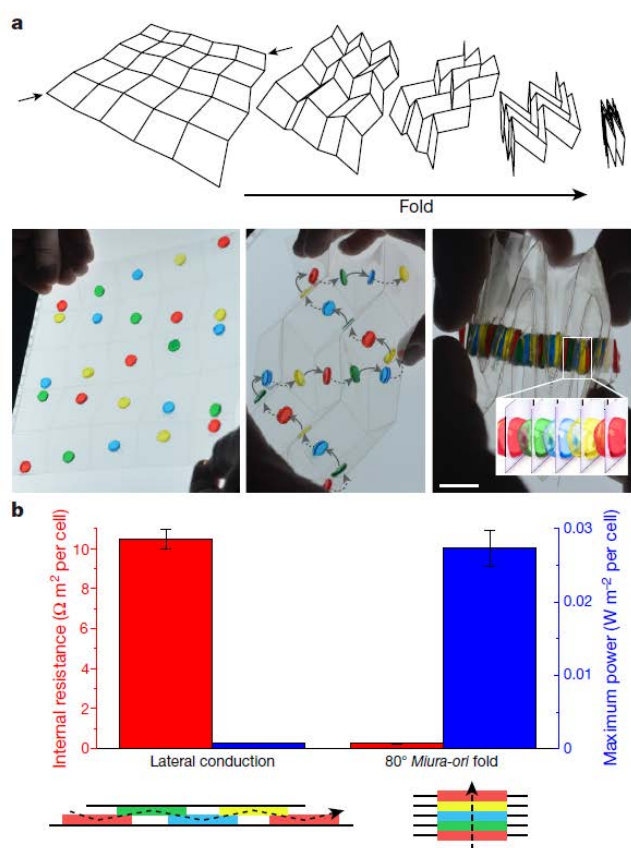 a
Fold
b
Internal resistance (Ω m² per cell)
10
8
6
4
2
0
Maximum power (W m⁻² per cell)
0.03
0.02
0.01
0
Lateral conduction
80° Miura-ori fold